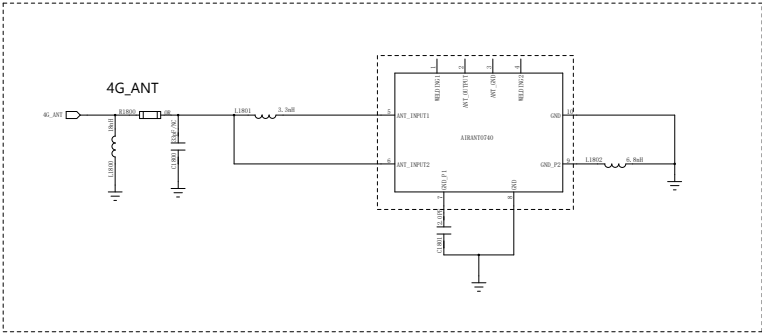 4G_ANT
4G_ANT
R1800
0R
L1801
3.3nH
18nH
L1800
33pF/NC
C1800
1
WELDING1
2
ANT_OUTPUT
3
ANT_GND
4
WELDING2
5
ANT_INPUT1
6
ANT_INPUT2
AIRANT0740
GND
10
GND_P2
9
L1802
6.8nH
GND_P1
7
GND
8
C1801